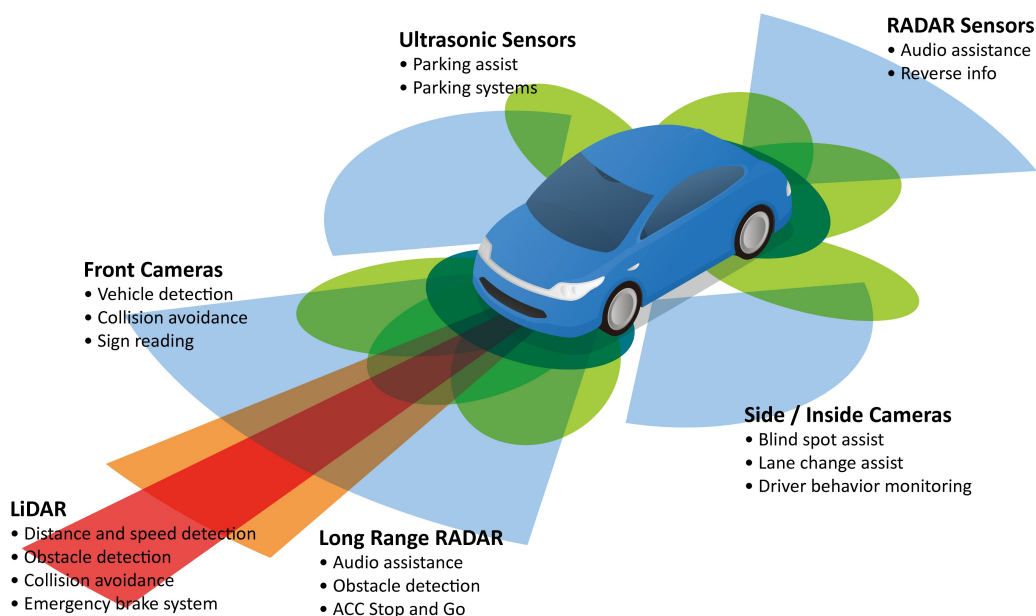 Ultrasonic Sensors
• Parking assist
• Parking systems
RADAR Sensors
• Audio assistance
• Reverse info
Front Cameras
• Vehicle detection
• Collision avoidance
• Sign reading
Side / Inside Cameras
• Blind spot assist
• Lane change assist
• Driver behavior monitoring
LiDAR
• Distance and speed detection
• Obstacle detection
• Collision avoidance
• Emergency brake system
Long Range RADAR
• Audio assistance
• Obstacle detection
• ACC Stop and Go